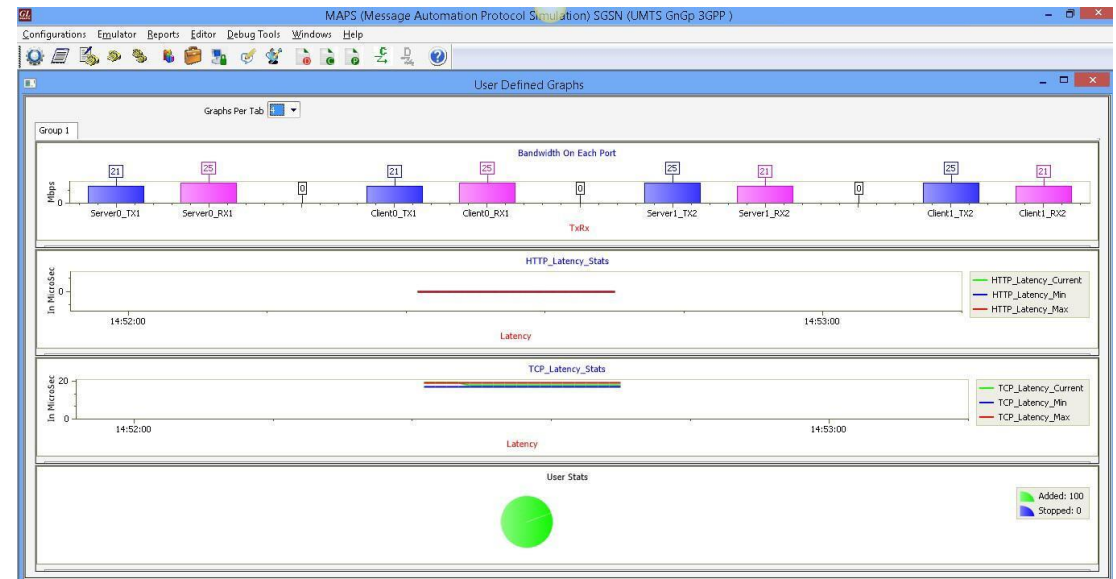 GL MAPS (Message Automation Protocol Simulation) SGSN (UMTS GnGp 3GPP )
Configurations Emulator Reports Editor Debug Tools Windows Help
User Defined Graphs
Graphs Per Tab 4
Group 1
Bandwidth On Each Port
21 25 0 21 25 0 25 21 0 25 21
Mbps
0
Server0_TX1 Server0_RX1 Client0_TX1 Client0_RX1 Server1_TX2 Server1_RX2 Client1_TX2 Client1_RX2
TxRx
HTTP_Latency_Stats
In MicroSec
0
HTTP_Latency_Current
HTTP_Latency_Min
HTTP_Latency_Max
14:52:00 14:53:00
Latency
TCP_Latency_Stats
In MicroSec
20
0
TCP_Latency_Current
TCP_Latency_Min
TCP_Latency_Max
14:52:00 14:53:00
Latency
User Stats
Added: 100
Stopped: 0